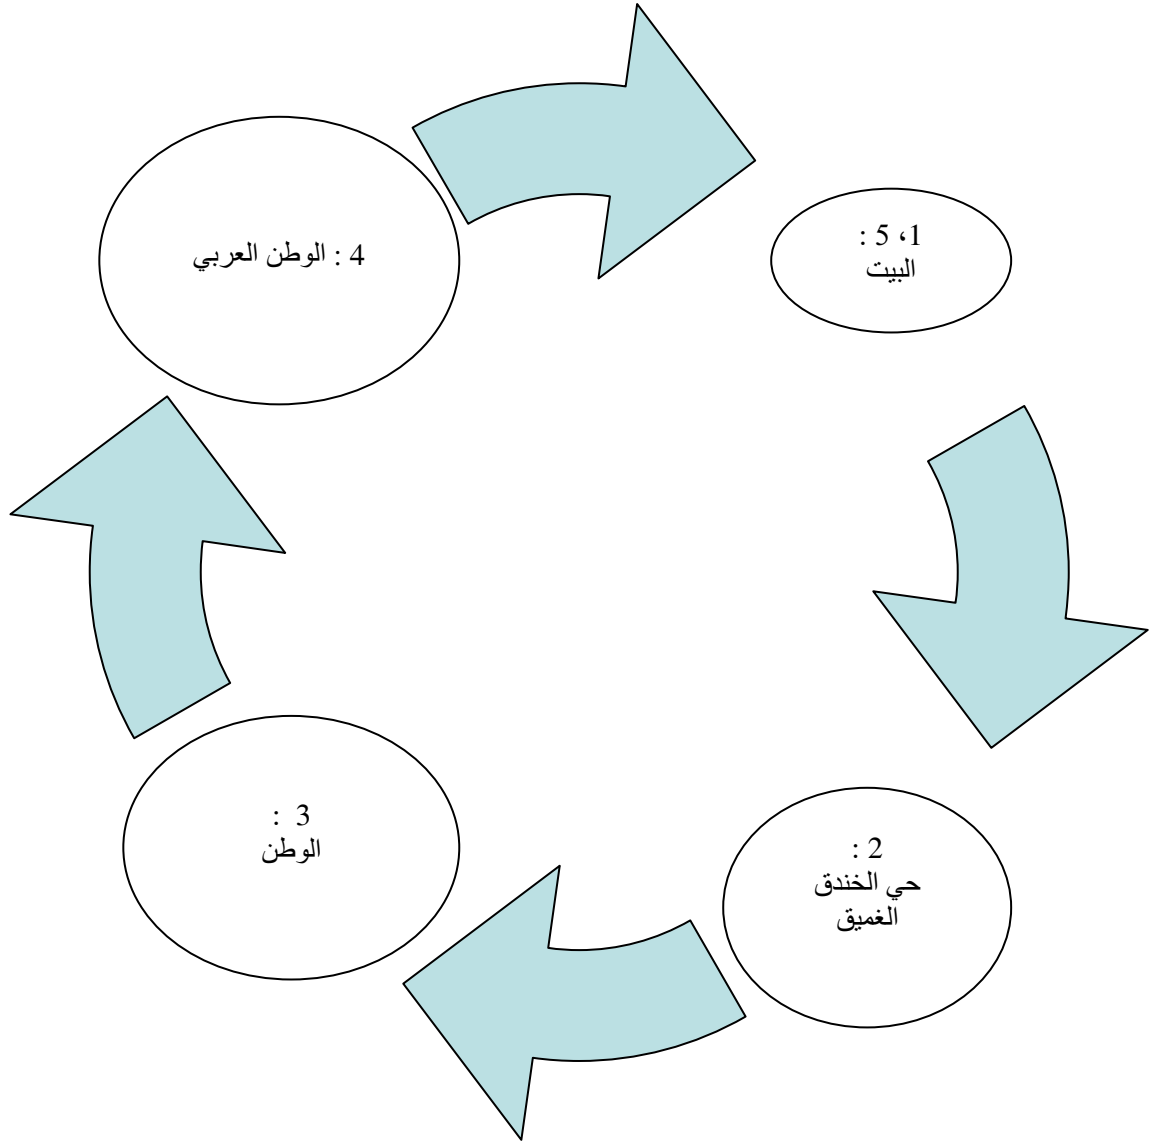 1، 5 :
البيت
2 :
حي الخندق
الغميق
3 :
الوطن
4 : الوطن العربي